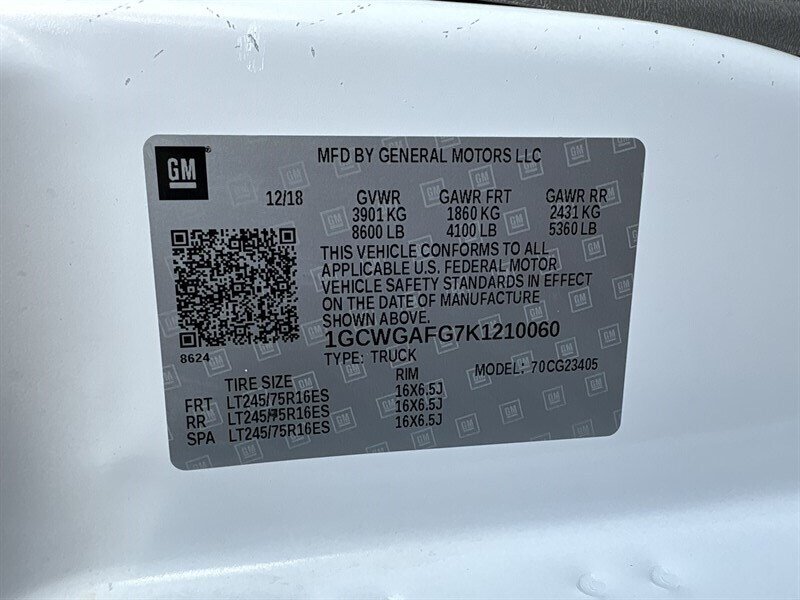 GM
MFD BY GENERAL MOTORS LLC
12/18 GVWR GAWR FRT GAWR RR
3901 KG 1860 KG 2431 KG
8600 LB 4100 LB 5360 LB
THIS VEHICLE CONFORMS TO ALL
APPLICABLE U.S. FEDERAL MOTOR
VEHICLE SAFETY STANDARDS IN EFFECT
ON THE DATE OF MANUFACTURE
SHOWN ABOVE.
8624
1GCWGAFG7K1210060
TYPE: TRUCK MODEL: 70CG23405
TIRE SIZE RIM
FRT LT245/75R16ES 16X6.5J
RR LT245/75R16ES 16X6.5J
SPA LT245/75R16ES 16X6.5J